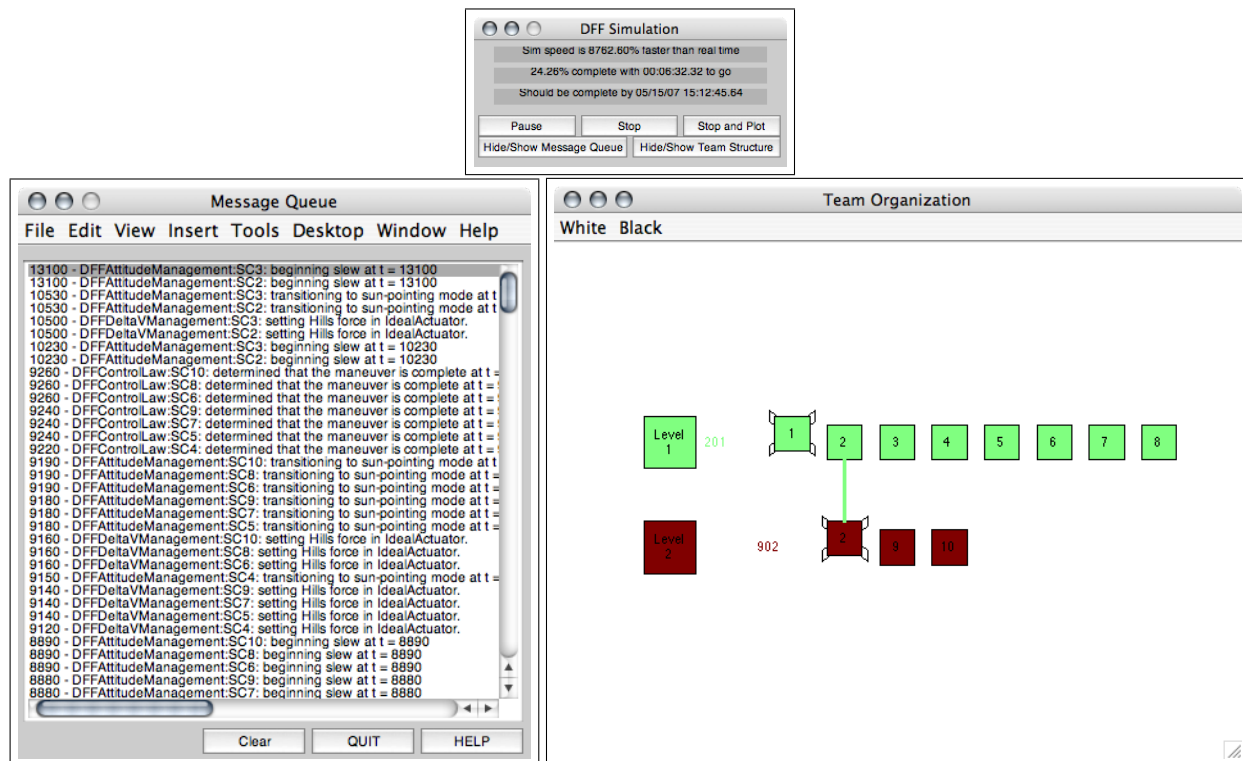 DFF Simulation
Sim speed is 8762.60% faster than real time
24.26% complete with 00:06:32.32 to go
Should be complete by 05/15/07 15:12:45.64
Pause Stop Stop and Plot
Hide/Show Message Queue Hide/Show Team Structure
Message Queue
File Edit View Insert Tools Desktop Window Help
13100 - DFFAttitudeManagement:SC3: beginning slew at t = 13100
13100 - DFFAttitudeManagement:SC2: beginning slew at t = 13100
10530 - DFFAttitudeManagement:SC3: transitioning to sun-pointing mode at t
10530 - DFFAttitudeManagement:SC2: transitioning to sun-pointing mode at t
10500 - DFFDeltaVManagement:SC3: setting Hills force in IdealActuator.
10500 - DFFDeltaVManagement:SC2: setting Hills force in IdealActuator.
10230 - DFFAttitudeManagement:SC3: beginning slew at t = 10230
10230 - DFFAttitudeManagement:SC2: beginning slew at t = 10230
9260 - DFFControlLaw:SC10: determined that the maneuver is complete at t =
9260 - DFFControlLaw:SC8: determined that the maneuver is complete at t =
9260 - DFFControlLaw:SC6: determined that the maneuver is complete at t =
9240 - DFFControlLaw:SC9: determined that the maneuver is complete at t =
9240 - DFFControlLaw:SC7: determined that the maneuver is complete at t =
9240 - DFFControlLaw:SC5: determined that the maneuver is complete at t =
9220 - DFFControlLaw:SC4: determined that the maneuver is complete at t =
9190 - DFFAttitudeManagement:SC10: transitioning to sun-pointing mode at t
9190 - DFFAttitudeManagement:SC8: transitioning to sun-pointing mode at t =
9190 - DFFAttitudeManagement:SC6: transitioning to sun-pointing mode at t =
9180 - DFFAttitudeManagement:SC9: transitioning to sun-pointing mode at t =
9180 - DFFAttitudeManagement:SC7: transitioning to sun-pointing mode at t =
9180 - DFFAttitudeManagement:SC5: transitioning to sun-pointing mode at t =
9160 - DFFDeltaVManagement:SC10: setting Hills force in IdealActuator.
9160 - DFFDeltaVManagement:SC8: setting Hills force in IdealActuator.
9160 - DFFDeltaVManagement:SC6: setting Hills force in IdealActuator.
9150 - DFFAttitudeManagement:SC4: transitioning to sun-pointing mode at t =
9140 - DFFDeltaVManagement:SC9: setting Hills force in IdealActuator.
9140 - DFFDeltaVManagement:SC7: setting Hills force in IdealActuator.
9140 - DFFDeltaVManagement:SC5: setting Hills force in IdealActuator.
9120 - DFFDeltaVManagement:SC4: setting Hills force in IdealActuator.
8890 - DFFAttitudeManagement:SC10: beginning slew at t = 8890
8890 - DFFAttitudeManagement:SC8: beginning slew at t = 8890
8890 - DFFAttitudeManagement:SC6: beginning slew at t = 8890
8880 - DFFAttitudeManagement:SC9: beginning slew at t = 8880
8880 - DFFAttitudeManagement:SC7: beginning slew at t = 8880
Clear QUIT HELP
Team Organization
White Black
Level
1
201 1 2 3 4 5 6 7 8
Level
2
902 2 9 10